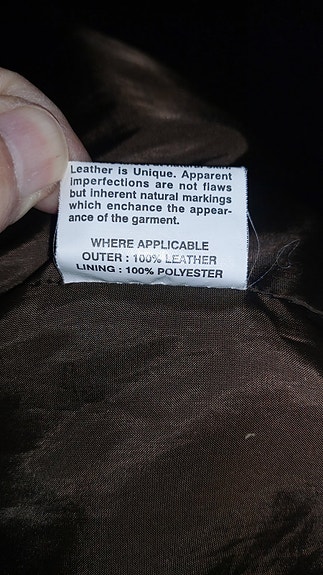 Leather is Unique. Apparent
imperfections are not flaws
but inherent natural markings
which enchance the appear-
ance of the garment.
WHERE APPLICABLE
OUTER : 100% LEATHER
LINING : 100% POLYESTER